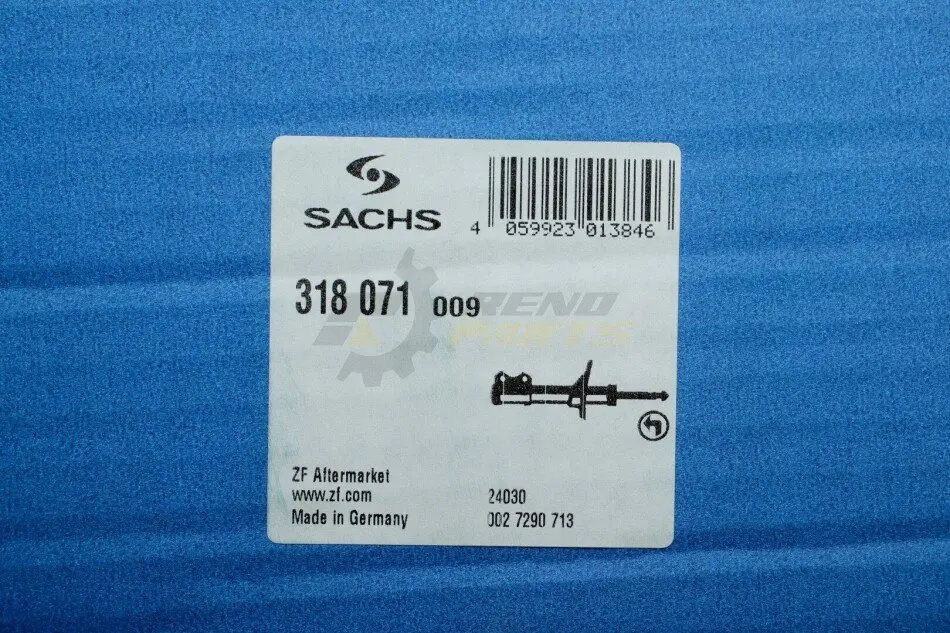 SACHS
4 059923 013846
318 071 009
RENO
PARTS
ZF Aftermarket
www.zf.com
Made in Germany
24030
002 7290 713